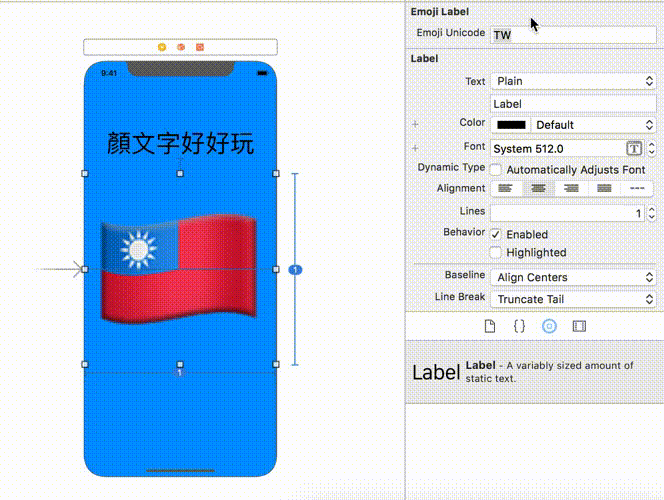 Emoji Label
Emoji Unicode TW
Label
Text Plain
Label
Color Default
Font System 512.0
Dynamic Type Automatically Adjusts Font
Alignment
Lines 1
Behavior Enabled
Highlighted
Baseline Align Centers
Line Break Truncate Tail
Label Label - A variably sized amount of
static text.
9:41
顏文字好好玩
1
1